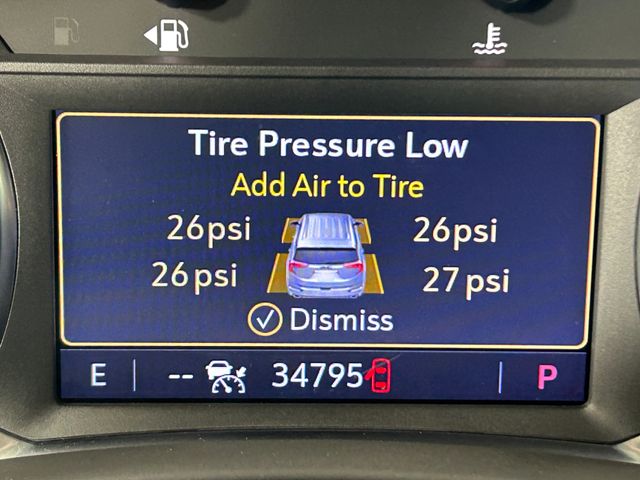 Tire Pressure Low
Add Air to Tire
26psi 26psi
26psi 27psi
Dismiss
E -- 34795 P